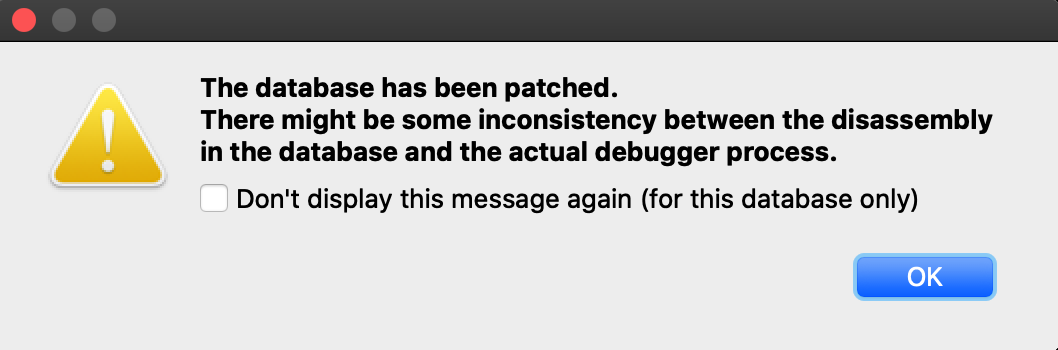 The database has been patched.
There might be some inconsistency between the disassembly
in the database and the actual debugger process.
Don't display this message again (for this database only)
OK